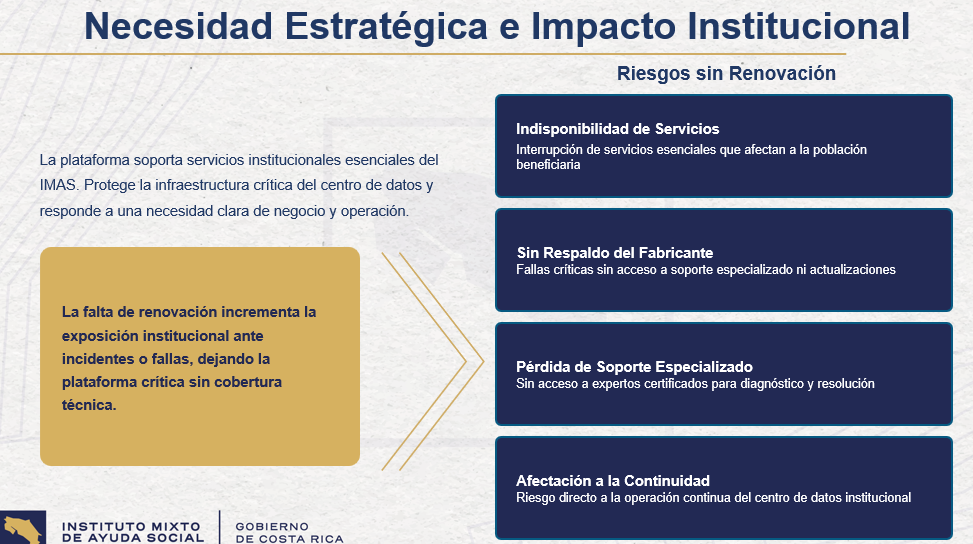 Necesidad Estratégica e Impacto Institucional
Riesgos sin Renovación
La plataforma soporta servicios institucionales esenciales del
IMAS. Protege la infraestructura crítica del centro de datos y
responde a una necesidad clara de negocio y operación.
La falta de renovación incrementa la
exposición institucional ante
incidentes o fallas, dejando la
plataforma crítica sin cobertura
técnica.
Indisponibilidad de Servicios
Interrupción de servicios esenciales que afectan a la población
beneficiaria
Sin Respaldo del Fabricante
Fallas críticas sin acceso a soporte especializado ni actualizaciones
Pérdida de Soporte Especializado
Sin acceso a expertos certificados para diagnóstico y resolución
Afectación a la Continuidad
Riesgo directo a la operación continua del centro de datos institucional
INSTITUTO MIXTO
DE AYUDA SOCIAL
GOBIERNO
DE COSTA RICA